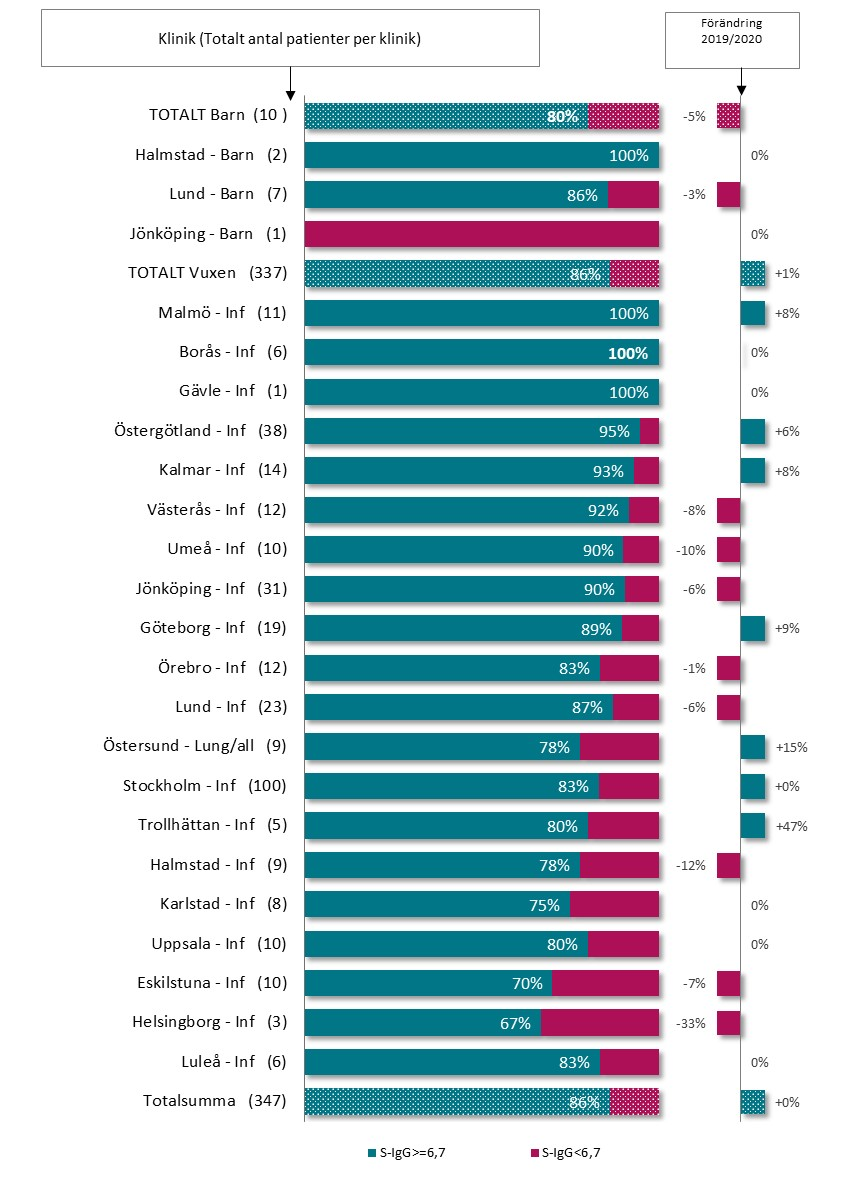 Klinik (Totalt antal patienter per klinik)
Förändring
2019/2020
TOTALT Barn (10 ) 80% -5%
Halmstad - Barn (2) 100% 0%
Lund - Barn (7) 86% -3%
Jönköping - Barn (1) 0%
TOTALT Vuxen (337) 86% +1%
Malmö - Inf (11) 100% +8%
Borås - Inf (6) 100% 0%
Gävle - Inf (1) 100% 0%
Östergötland - Inf (38) 95% +6%
Kalmar - Inf (14) 93% +8%
Västerås - Inf (12) 92% -8%
Umeå - Inf (10) 90% -10%
Jönköping - Inf (31) 90% -6%
Göteborg - Inf (19) 89% +9%
Örebro - Inf (12) 83% -1%
Lund - Inf (23) 87% -6%
Östersund - Lung/all (9) 78% +15%
Stockholm - Inf (100) 83% +0%
Trollhättan - Inf (5) 80% +47%
Halmstad - Inf (9) 78% -12%
Karlstad - Inf (8) 75% 0%
Uppsala - Inf (10) 80% 0%
Eskilstuna - Inf (10) 70% -7%
Helsingborg - Inf (3) 67% -33%
Luleå - Inf (6) 83% 0%
Totalsumma (347) 86% +0%
S-IgG>=6,7 S-IgG<6,7